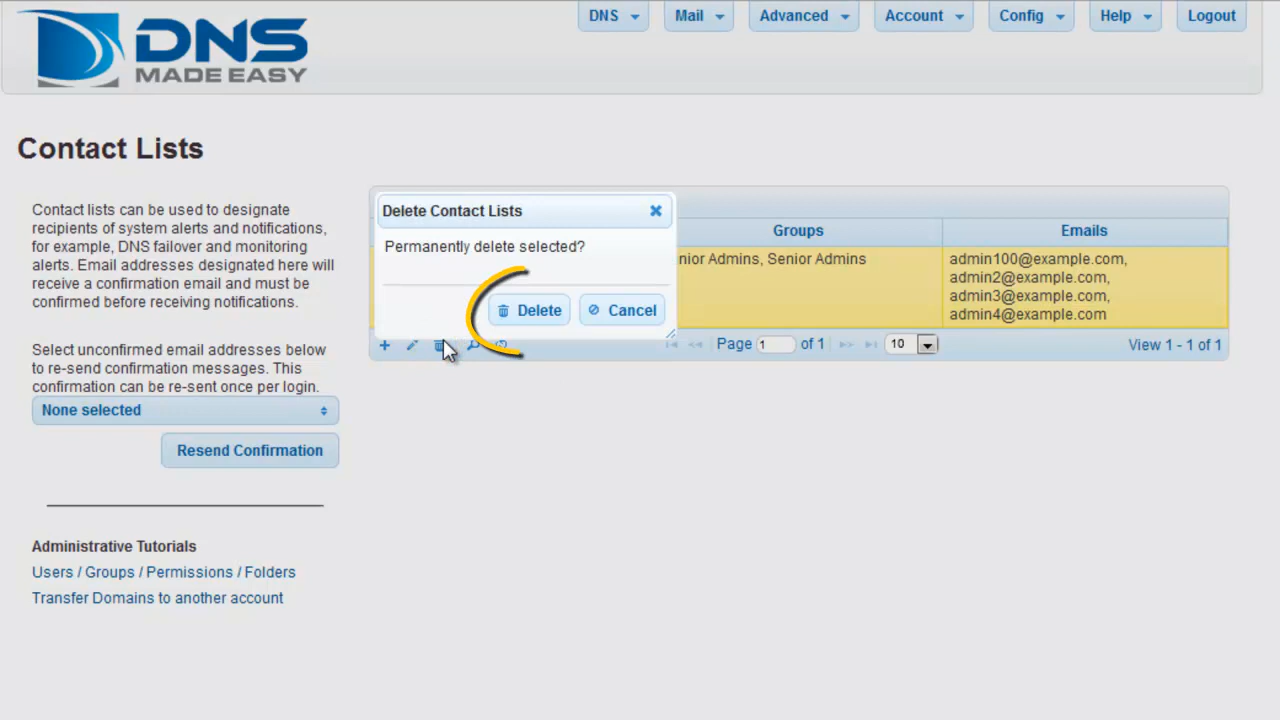 DNS
MADE EASY
DNS
Mail
Advanced
Account
Config
Help
Logout
Contact Lists
Contact lists can be used to designate
recipients of system alerts and notifications,
for example, DNS failover and monitoring
alerts. Email addresses designated here will
receive a confirmation email and must be
confirmed before receiving notifications.
Select unconfirmed email addresses below
to re-send confirmation messages. This
confirmation can be re-sent once per login.
None selected
Resend Confirmation
Administrative Tutorials
Users / Groups / Permissions / Folders
Transfer Domains to another account
Delete Contact Lists
Permanently delete selected?
Delete
Cancel
Groups
Emails
nior Admins, Senior Admins
admin100@example.com,
admin2@example.com,
admin3@example.com,
admin4@example.com
Page 1 of 1
10
View 1 - 1 of 1